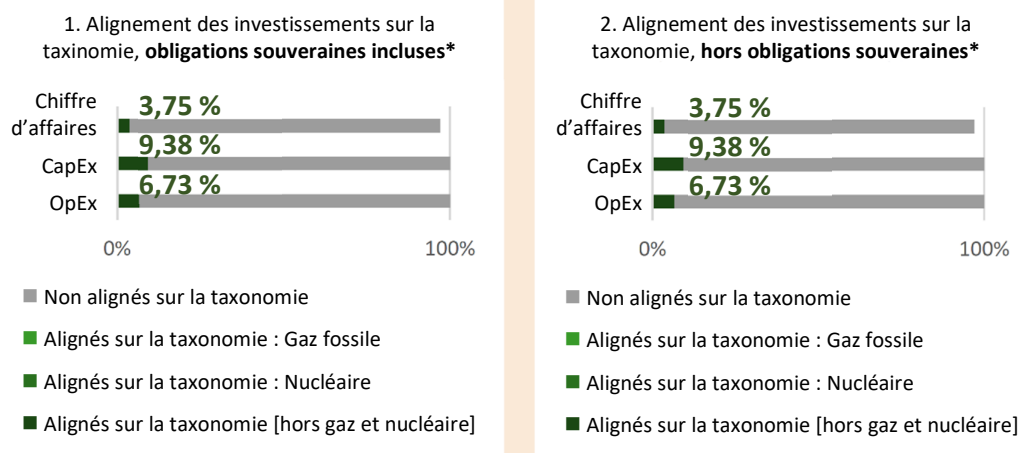 1. Alignement des investissements sur la
taxinomie, obligations souveraines incluses*
Chiffre
d'affaires
3,75 %
CapEx
9,38 %
OpEx
6,73 %
0%
100%
Non alignés sur la taxonomie
Alignés sur la taxonomie : Gaz fossile
Alignés sur la taxonomie : Nucléaire
Alignés sur la taxonomie [hors gaz et nucléaire]
2. Alignement des investissements sur la
taxonomie, hors obligations souveraines*
Chiffre
d'affaires
3,75 %
CapEx
9,38 %
OpEx
6,73 %
0%
100%
Non alignés sur la taxonomie
Alignés sur la taxonomie : Gaz fossile
Alignés sur la taxonomie : Nucléaire
Alignés sur la taxonomie [hors gaz et nucléaire]